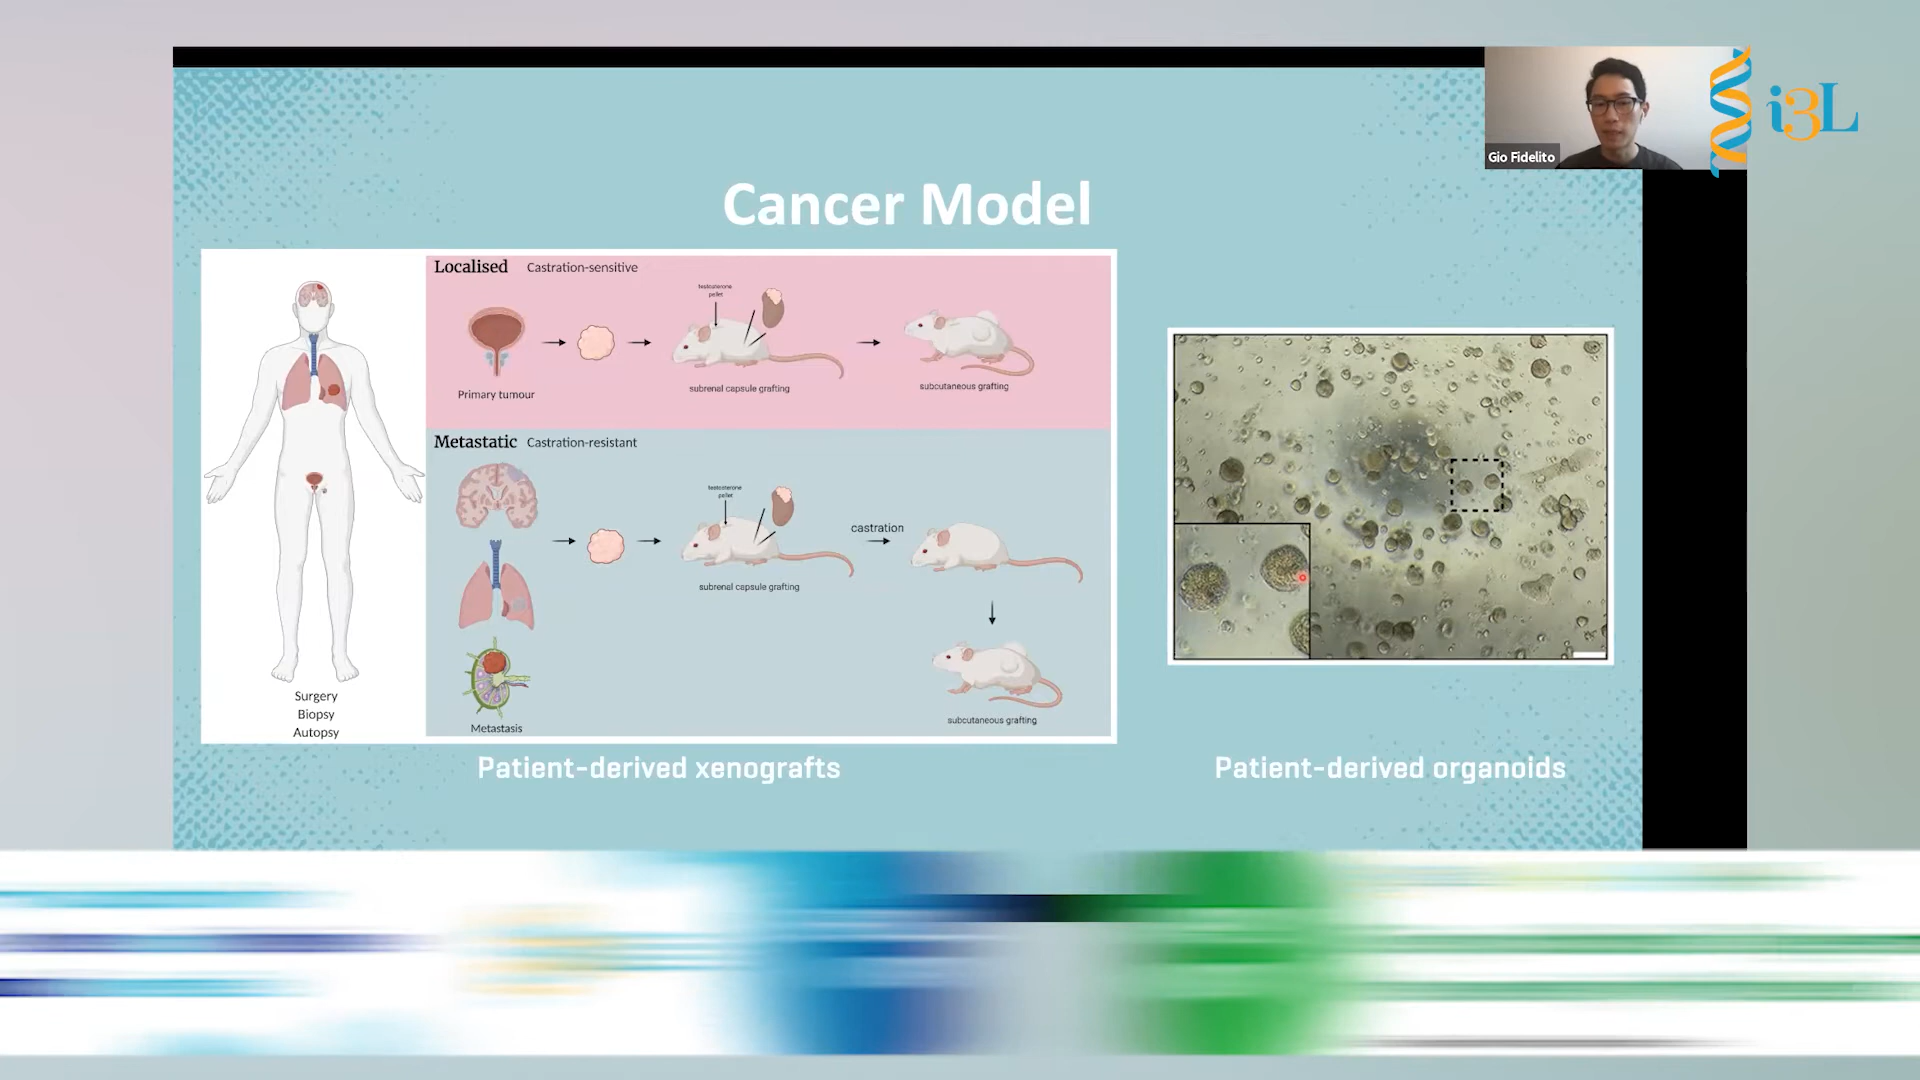 i3L
Gio Fidelito
Cancer Model
Localised Castration-sensitive
testosterone
pellet
Primary tumour
subrenal capsule grafting
subcutaneous grafting
Metastatic Castration-resistant
testosterone
pellet
castration
subrenal capsule grafting
subcutaneous grafting
Metastasis
Surgery
Biopsy
Autopsy
Patient-derived xenografts
Patient-derived organoids